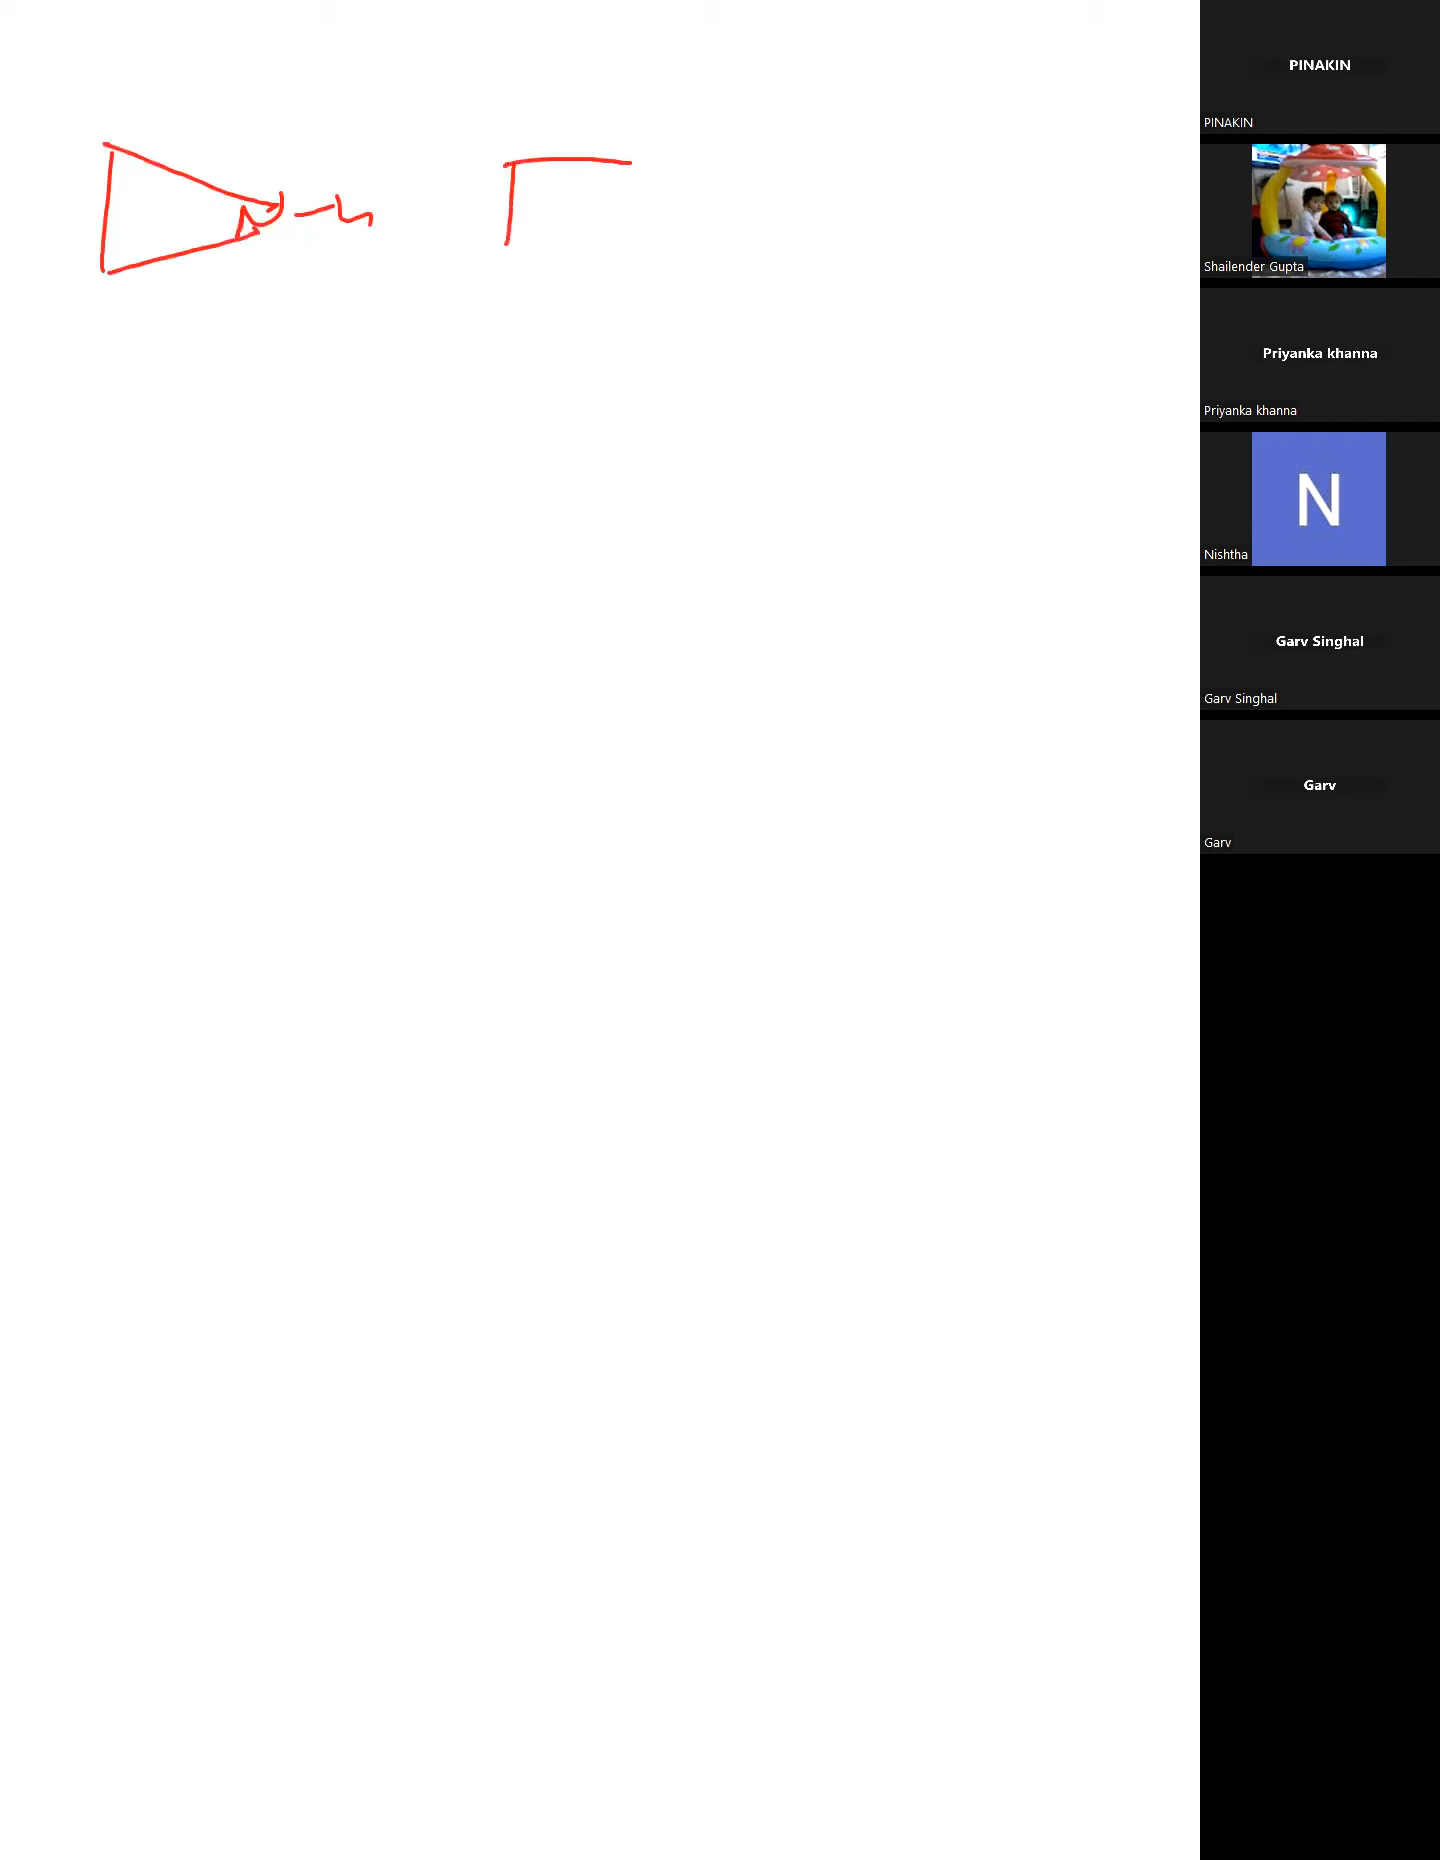 PINAKIN
PINAKIN
Shailender Gupta
Priyanka khanna
Priyanka khanna
N
Nishtha
Garv Singhal
Garv Singhal
Garv
Garv